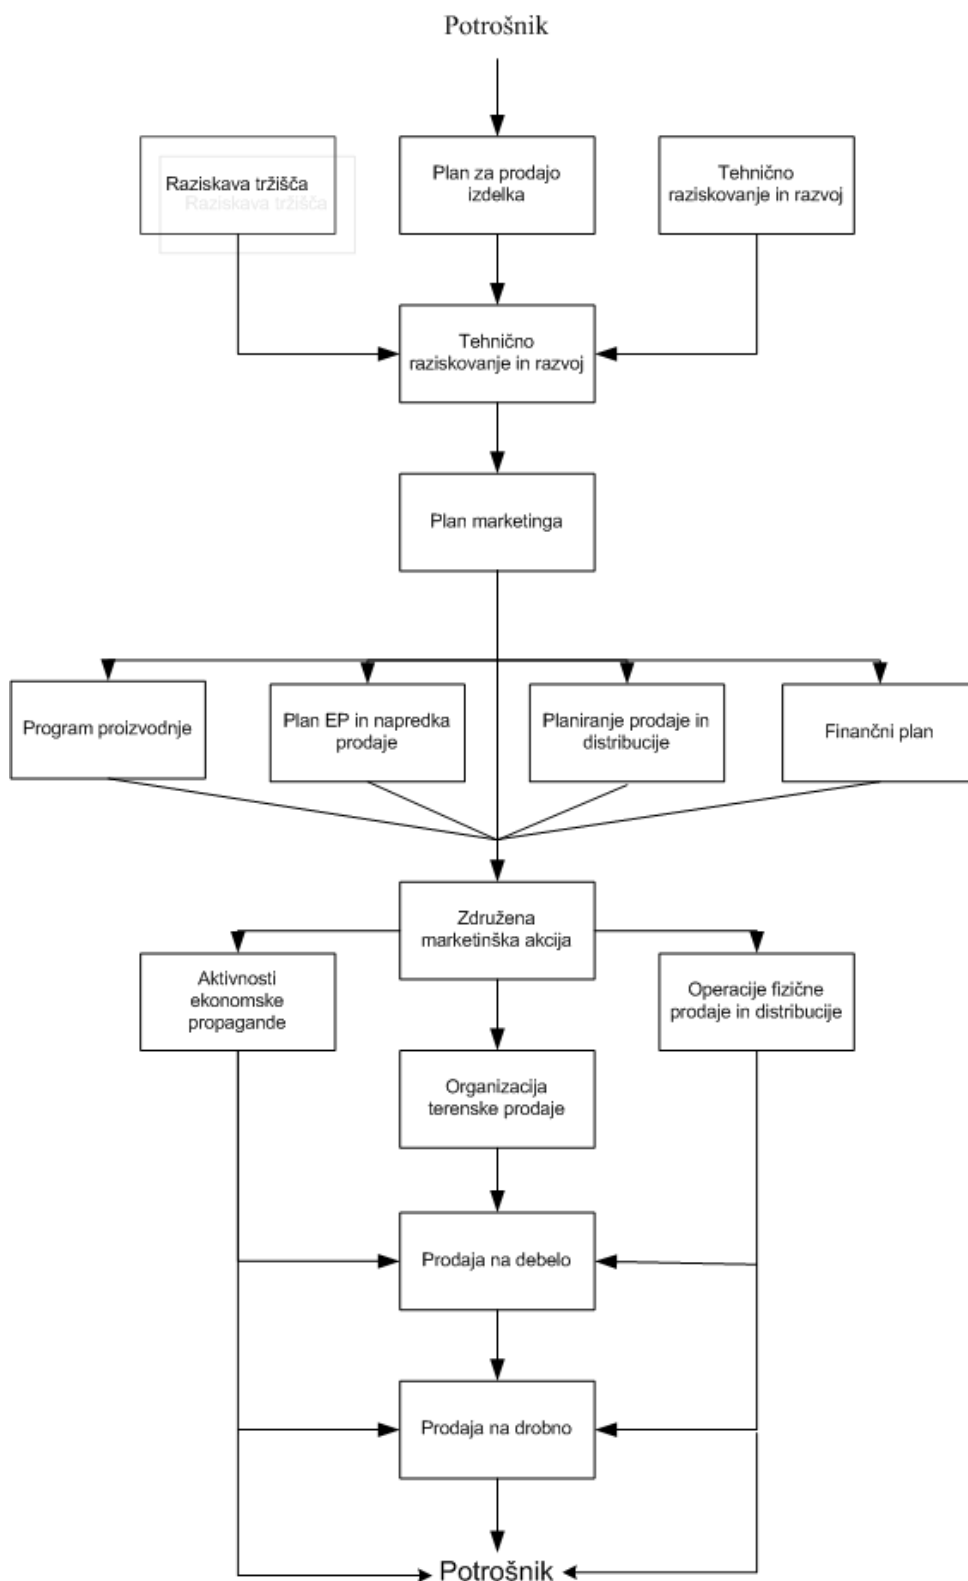 Potrošnik
Raziskava tržišča
Raziskava tržišča
Plan za prodajo
izdelka
Tehnično
raziskovanje in razvoj
Tehnično
raziskovanje in razvoj
Plan marketinga
Program proizvodnje
Plan EP in napredka
prodaje
Planiranje prodaje in
distribucije
Finančni plan
Združena
marketinška akcija
Aktivnosti
ekonomske
propagande
Operacije fizične
prodaje in distribucije
Organizacija
terenske prodaje
Prodaja na debelo
Prodaja na drobno
Potrošnik